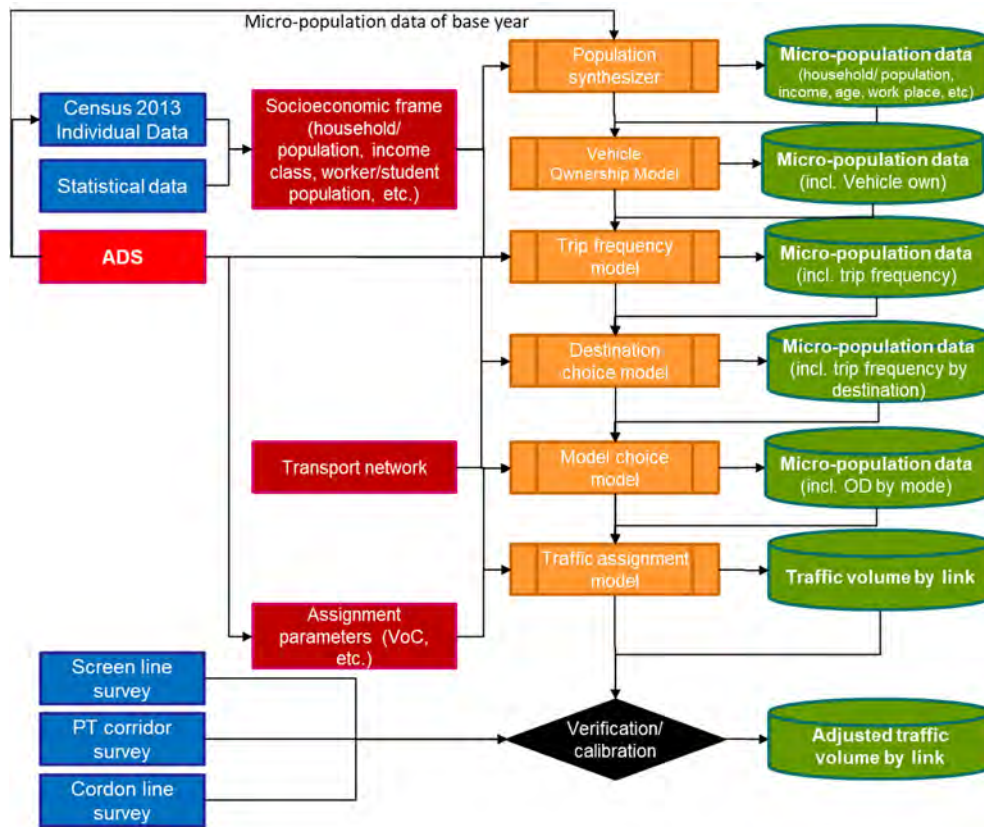 Micro-population data of base year
Population
synthesizer
Micro-population data
(household/ population,
income, age, work place, etc)
Census 2013
Individual Data
Statistical data
Socioeconomic frame
(household/
population, income
class, worker/student
population, etc.)
Vehicle
Ownership Model
Micro-population data
(incl. Vehicle own)
ADS
Trip frequency
model
Micro-population data
(incl. trip frequency)
Destination
choice model
Micro-population data
(incl. trip frequency by
destination)
Transport network
Model choice
model
Micro-population data
(incl. OD by mode)
Traffic assignment
model
Traffic volume by link
Assignment
parameters (VoC,
etc.)
Screen line
survey
PT corridor
survey
Cordon line
survey
Verification/
calibration
Adjusted traffic
volume by link